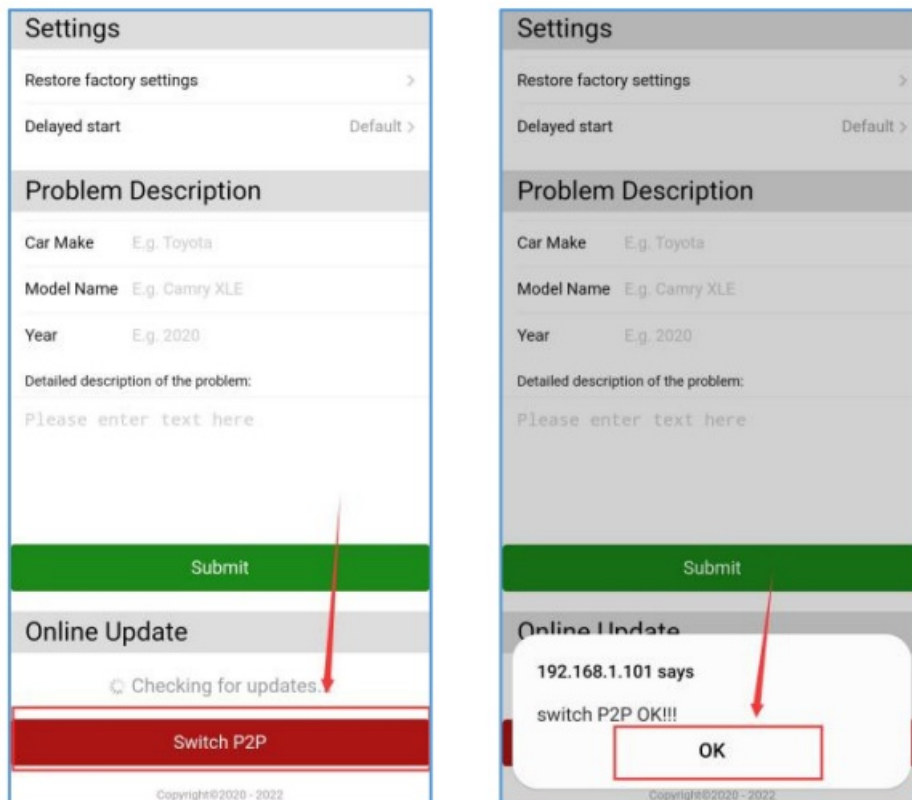 Settings
Restore factory settings >
Delayed start Default >
Problem Description
Car Make E.g. Toyota
Model Name E.g. Camry XLE
Year E.g. 2020
Detailed description of the problem:
Please enter text here
Submit
Online Update
Checking for updates...
Switch P2P
Copyright©2020 - 2022
Settings
Restore factory settings >
Delayed start Default >
Problem Description
Car Make E.g. Toyota
Model Name E.g. Camry XLE
Year E.g. 2020
Detailed description of the problem:
Please enter text here
Submit
Online Update
192.168.1.101 says
switch P2P OK!!!
OK
Copyright©2020 - 2022